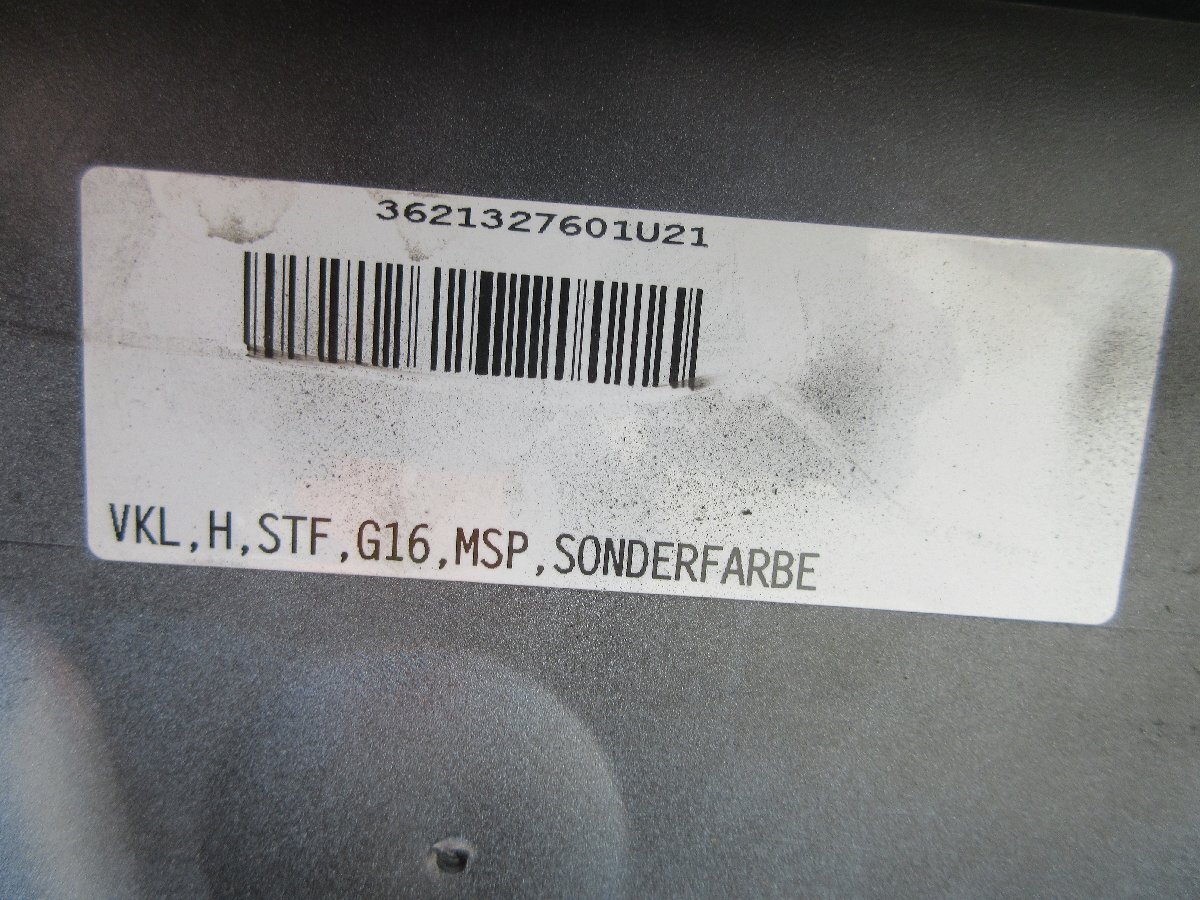 3621327601U21
VKL,H,STF,G16,MSP,SONDERFARBE